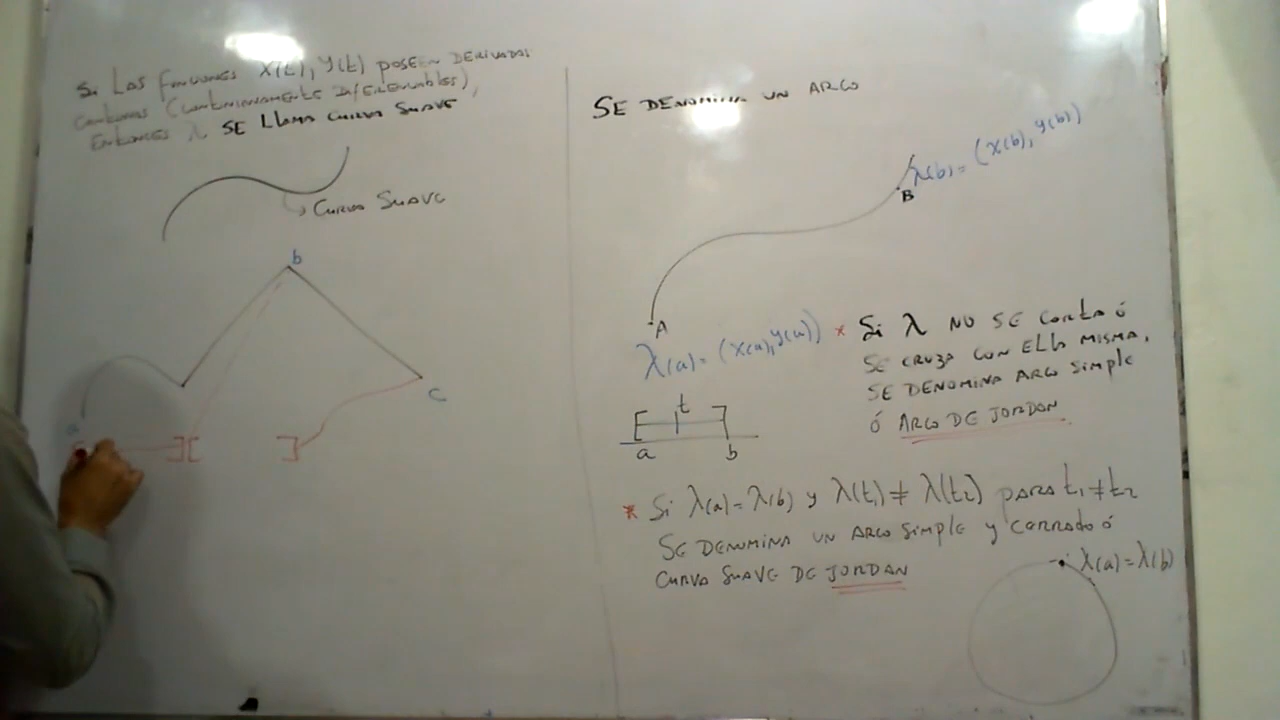 Si Las funciones x(t), y(t) poseen DERIVADAS
continuas (continuamente Diferenciables),
Entonces λ SE LLAMA CURVA SUAVE
Curva Suave
b
c
a
SE DENOMINA UN ARCO
λ(b) = (x(b), y(b))
B
A
λ(a) = (x(a), y(a))
* Si λ NO SE CORTA ó
SE CRUZA CON ELLA MISMA,
SE DENOMINA ARCO SIMPLE
ó ARCO DE JORDAN
t
a b
* Si λ(a)=λ(b) y λ(t₁) ≠ λ(t₂) PARA t₁ ≠ t₂
SE DENOMINA UN ARCO SIMPLE y CERRADO ó
CURVA SUAVE DE JORDAN
λ(a)=λ(b)